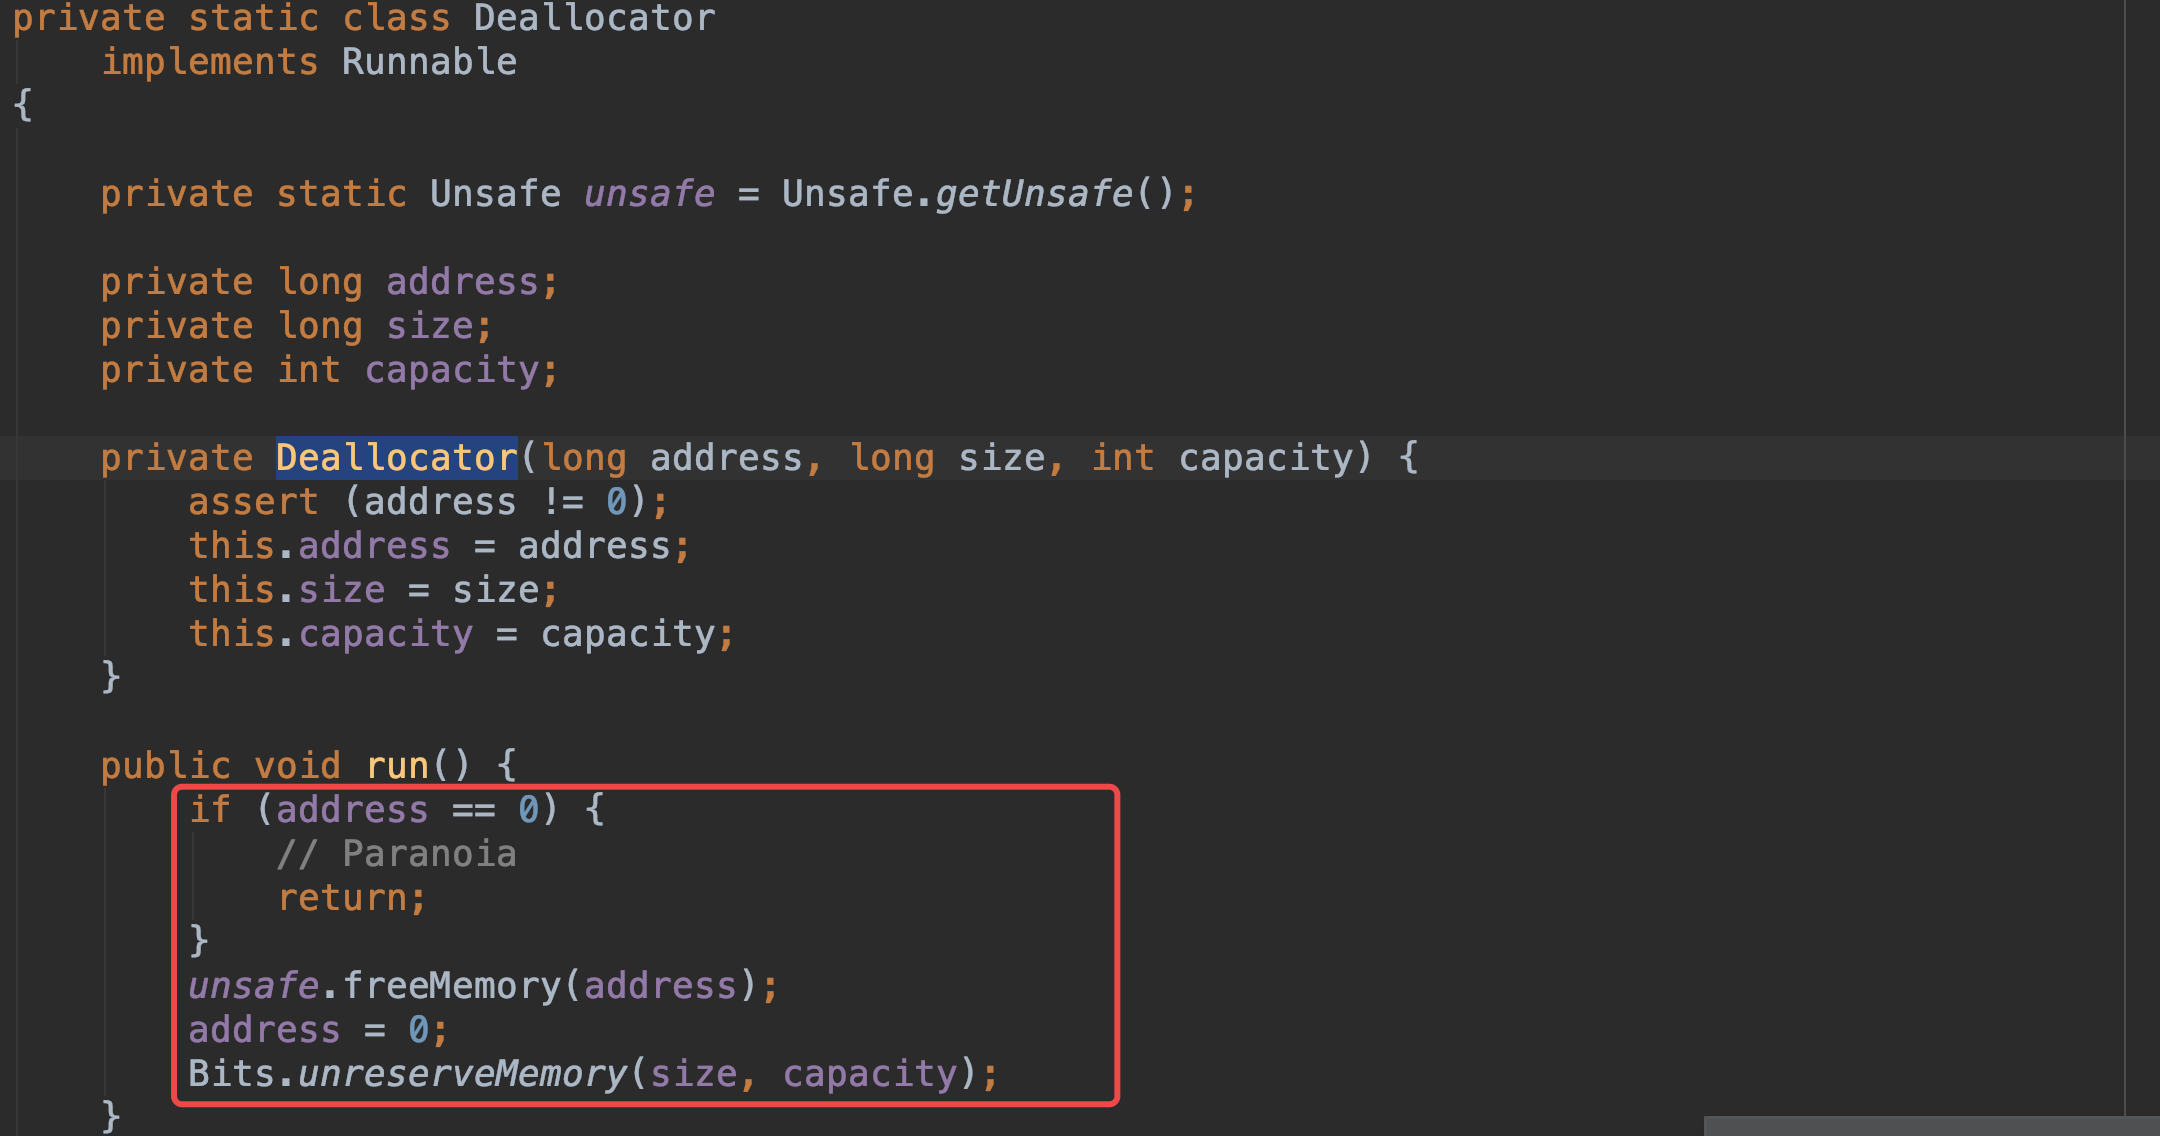 private static class Deallocator
    implements Runnable
{
    private static Unsafe unsafe = Unsafe.getUnsafe();
    private long address;
    private long size;
    private int capacity;
    private Deallocator(long address, long size, int capacity) {
        assert (address != 0);
        this.address = address;
        this.size = size;
        this.capacity = capacity;
    }
    public void run() {
        if (address == 0) {
            // Paranoia
            return;
        }
        unsafe.freeMemory(address);
        address = 0;
        Bits.unreserveMemory(size, capacity);
    }